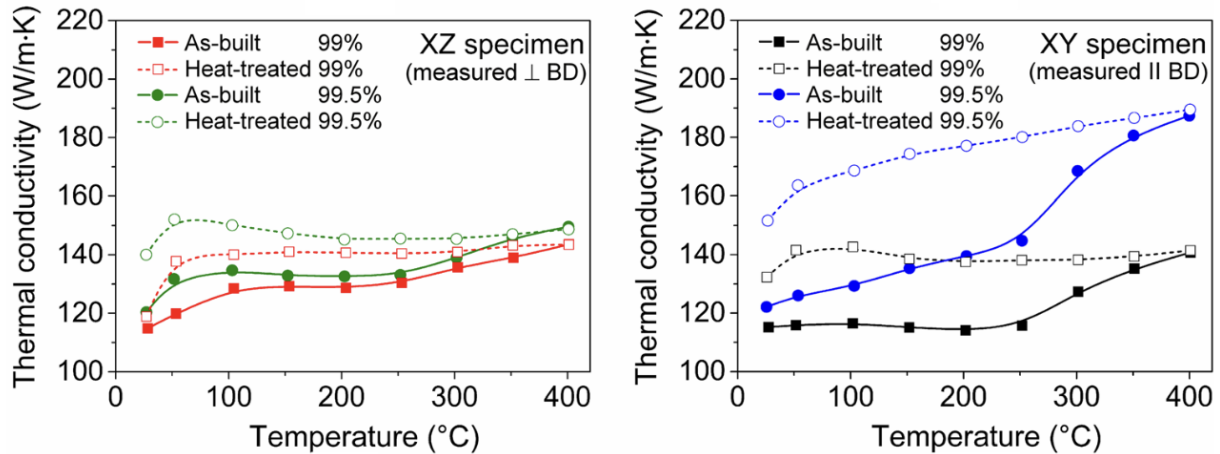 220
200
180
160
140
120
100
Thermal conductvity (W/m·K)
As-built 99%
Heat-treated 99%
As-built 99.5%
Heat-treated 99.5%
XZ specimen
(measured ⊥ BD)
0 100 200 300 400
Temperature (°C)
220
200
180
160
140
120
100
Thermal conductvity (W/m·K)
As-built 99%
Heat-treated 99%
As-built 99.5%
Heat-treated 99.5%
XY specimen
(measured II BD)
0 100 200 300 400
Temperature (°C)